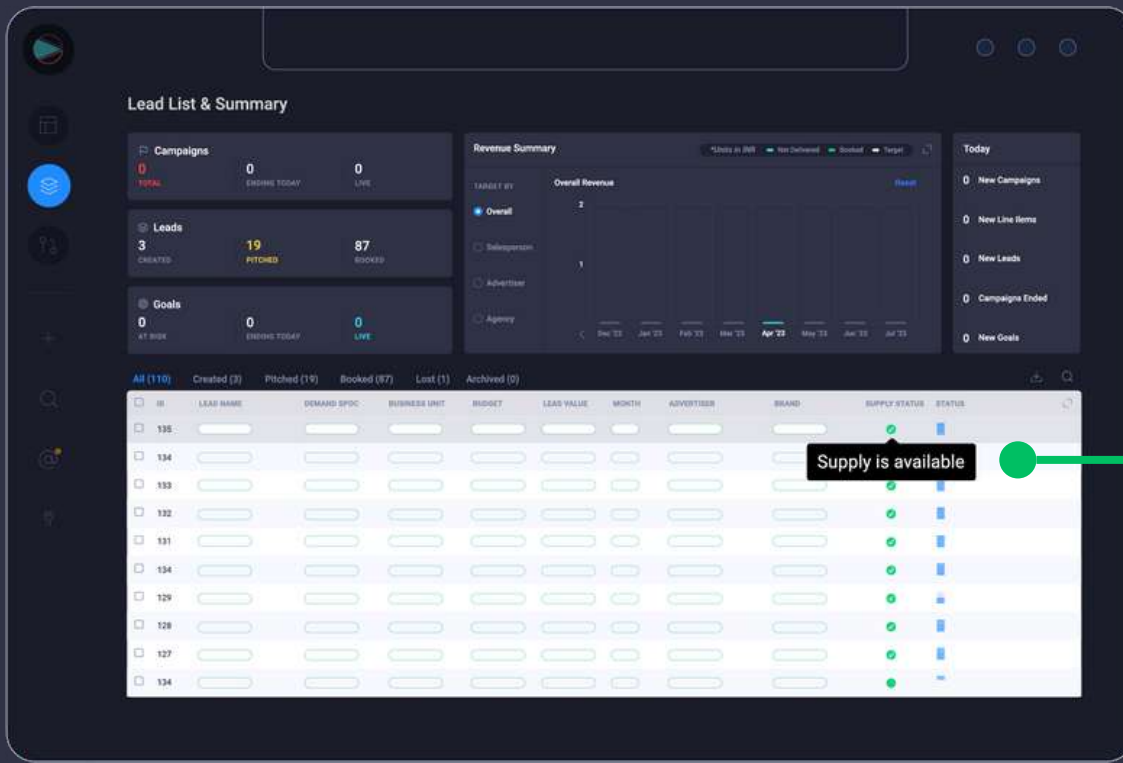 Lead List & Summary
Campaigns
0 0 0
TOTAL ENDING TODAY LIVE
Leads
3 19 87
CREATED PITCHED BOOKED
Goals
0 0 0
AT RISK ENDING TODAY LIVE
Revenue Summary
*Units in INR Not Delivered Booked Target
TARGET BY
Overall
Salesperson
Advertiser
Agency
Overall Revenue
Reset
2
1
Dec '22 Jan '23 Feb '23 Mar '23 Apr '23 May '23 Jun '23 Jul '23
Today
0 New Campaigns
0 New Line Items
0 New Leads
0 Campaigns Ended
0 New Goals
All (110) Created (3) Pitched (19) Booked (87) Lost (1) Archived (0)
ID LEAD NAME DEMAND SPOC BUSINESS UNIT BUDGET LEAD VALUE MONTH ADVERTISER BRAND SUPPLY STATUS STATUS
135
134
Supply is available
133
132
131
134
129
128
127
134